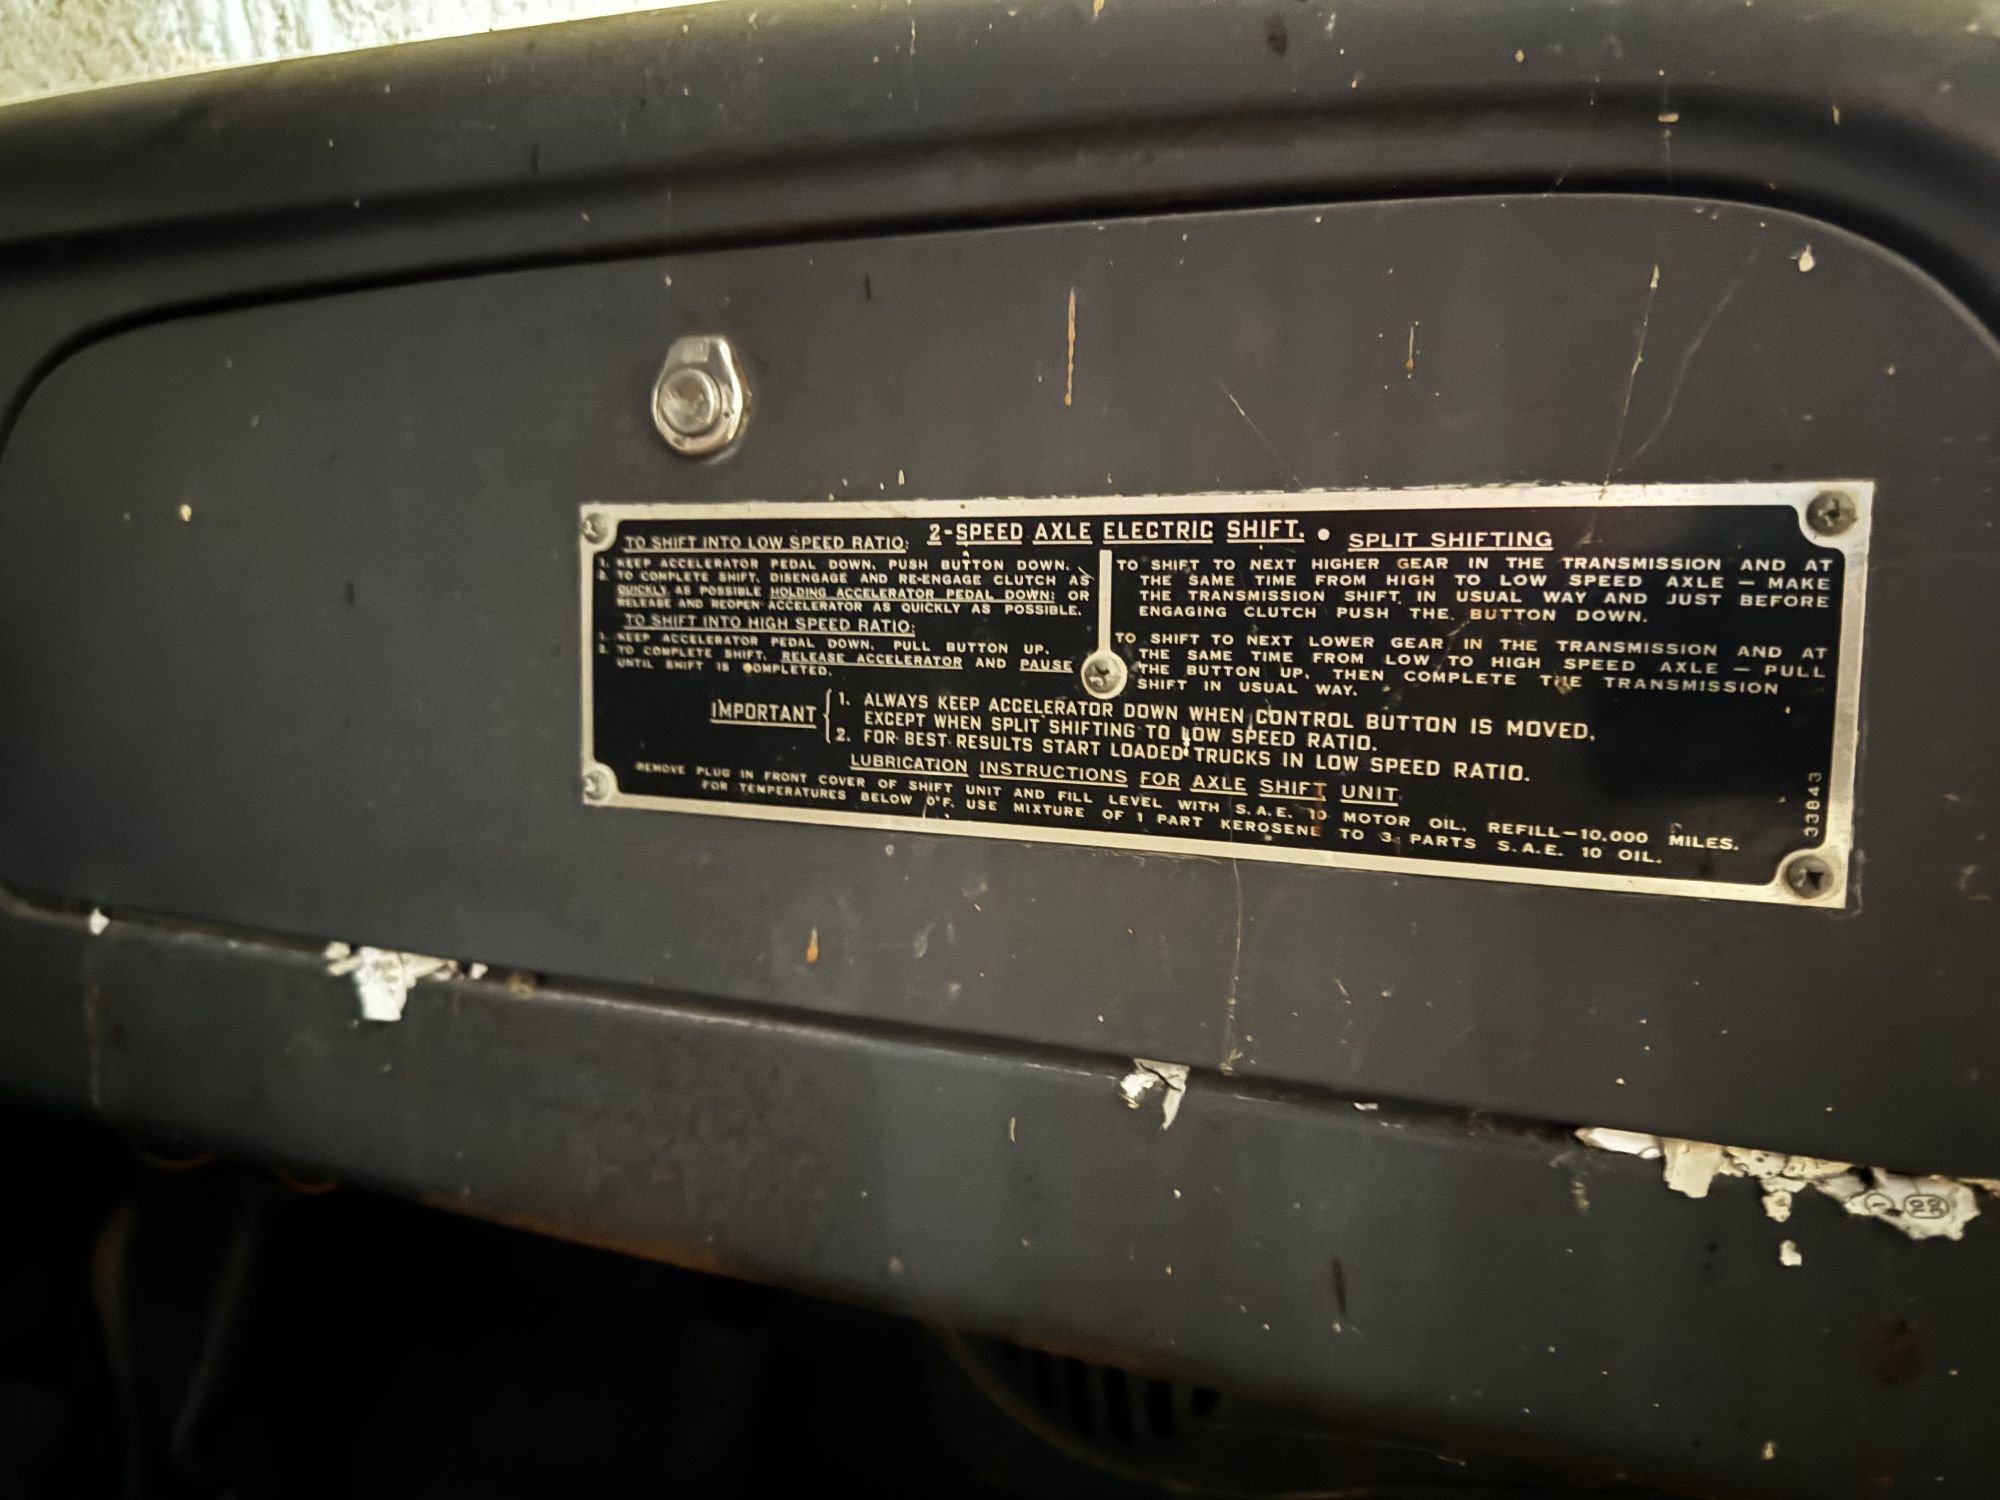 2-SPEED AXLE ELECTRIC SHIFT. • SPLIT SHIFTING
TO SHIFT INTO LOW SPEED RATIO:
1. KEEP ACCELERATOR PEDAL DOWN, PUSH BUTTON DOWN.
2. TO COMPLETE SHIFT, DISENGAGE AND RE-ENGAGE CLUTCH AS
QUICKLY AS POSSIBLE HOLDING ACCELERATOR PEDAL DOWN: OR
RELEASE AND REOPEN ACCELERATOR AS QUICKLY AS POSSIBLE.
TO SHIFT INTO HIGH SPEED RATIO:
1. KEEP ACCELERATOR PEDAL DOWN, PULL BUTTON UP.
2. TO COMPLETE SHIFT, RELEASE ACCELERATOR AND PAUSE
UNTIL SHIFT IS COMPLETED.
TO SHIFT TO NEXT HIGHER GEAR IN THE TRANSMISSION AND AT
THE SAME TIME FROM HIGH TO LOW SPEED AXLE — MAKE
THE TRANSMISSION SHIFT IN USUAL WAY AND JUST BEFORE
ENGAGING CLUTCH PUSH THE BUTTON DOWN.
TO SHIFT TO NEXT LOWER GEAR IN THE TRANSMISSION AND AT
THE SAME TIME FROM LOW TO HIGH SPEED AXLE — PULL
THE BUTTON UP, THEN COMPLETE THE TRANSMISSION
SHIFT IN USUAL WAY.
IMPORTANT
1. ALWAYS KEEP ACCELERATOR DOWN WHEN CONTROL BUTTON IS MOVED,
EXCEPT WHEN SPLIT SHIFTING TO LOW SPEED RATIO.
2. FOR BEST RESULTS START LOADED TRUCKS IN LOW SPEED RATIO.
LUBRICATION INSTRUCTIONS FOR AXLE SHIFT UNIT
REMOVE PLUG IN FRONT COVER OF SHIFT UNIT AND FILL LEVEL WITH S.A.E. 10 MOTOR OIL. REFILL—10,000 MILES.
FOR TEMPERATURES BELOW 0°F. USE MIXTURE OF 1 PART KEROSENE TO 3 PARTS S.A.E. 10 OIL.
33843